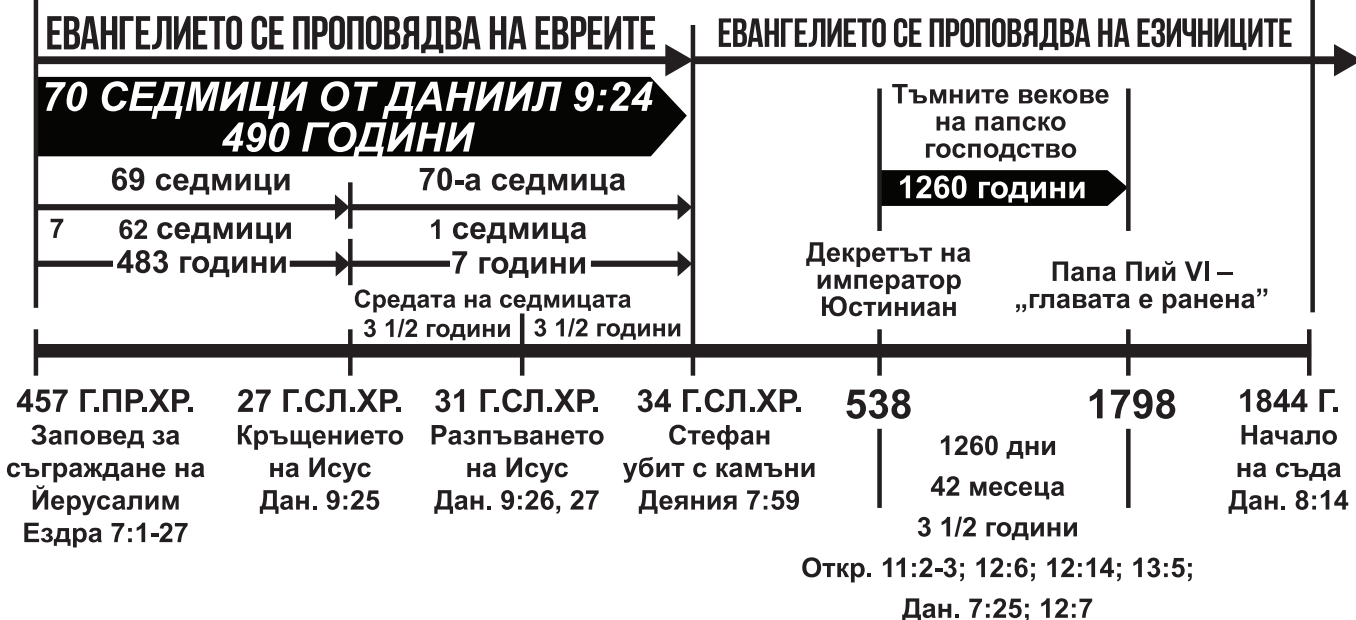 ЕВАНГЕЛИЕТО СЕ ПРОПОВЯДВА НА ЕВРЕИТЕ
ЕВАНГЕЛИЕТО СЕ ПРОПОВЯДВА НА ЕЗИЧНИЦИТЕ
70 СЕДМИЦИ ОТ ДАНИИЛ 9:24
490 ГОДИНИ
69 седмици
70-а седмица
7 62 седмици
1 седмица
483 години
7 години
Средата на седмицата
3 1/2 години
3 1/2 години
Тъмните векове
на папско
господство
1260 години
Декретът на
император
Юстиниан
Папа Пий VI –
„главата е ранена”
457 Г.ПР.ХР.
Заповед за
съграждане на
Йерусалим
Ездра 7:1-27
27 Г.СЛ.ХР.
Кръщението
на Исус
Дан. 9:25
31 Г.СЛ.ХР.
Разпъването
на Исус
Дан. 9:26, 27
34 Г.СЛ.ХР.
Стефан
убит с камъни
Деяния 7:59
538
1798
1260 дни
42 месеца
3 1/2 години
Откр. 11:2-3; 12:6; 12:14; 13:5;
Дан. 7:25; 12:7
1844 Г.
Начало
на съда
Дан. 8:14